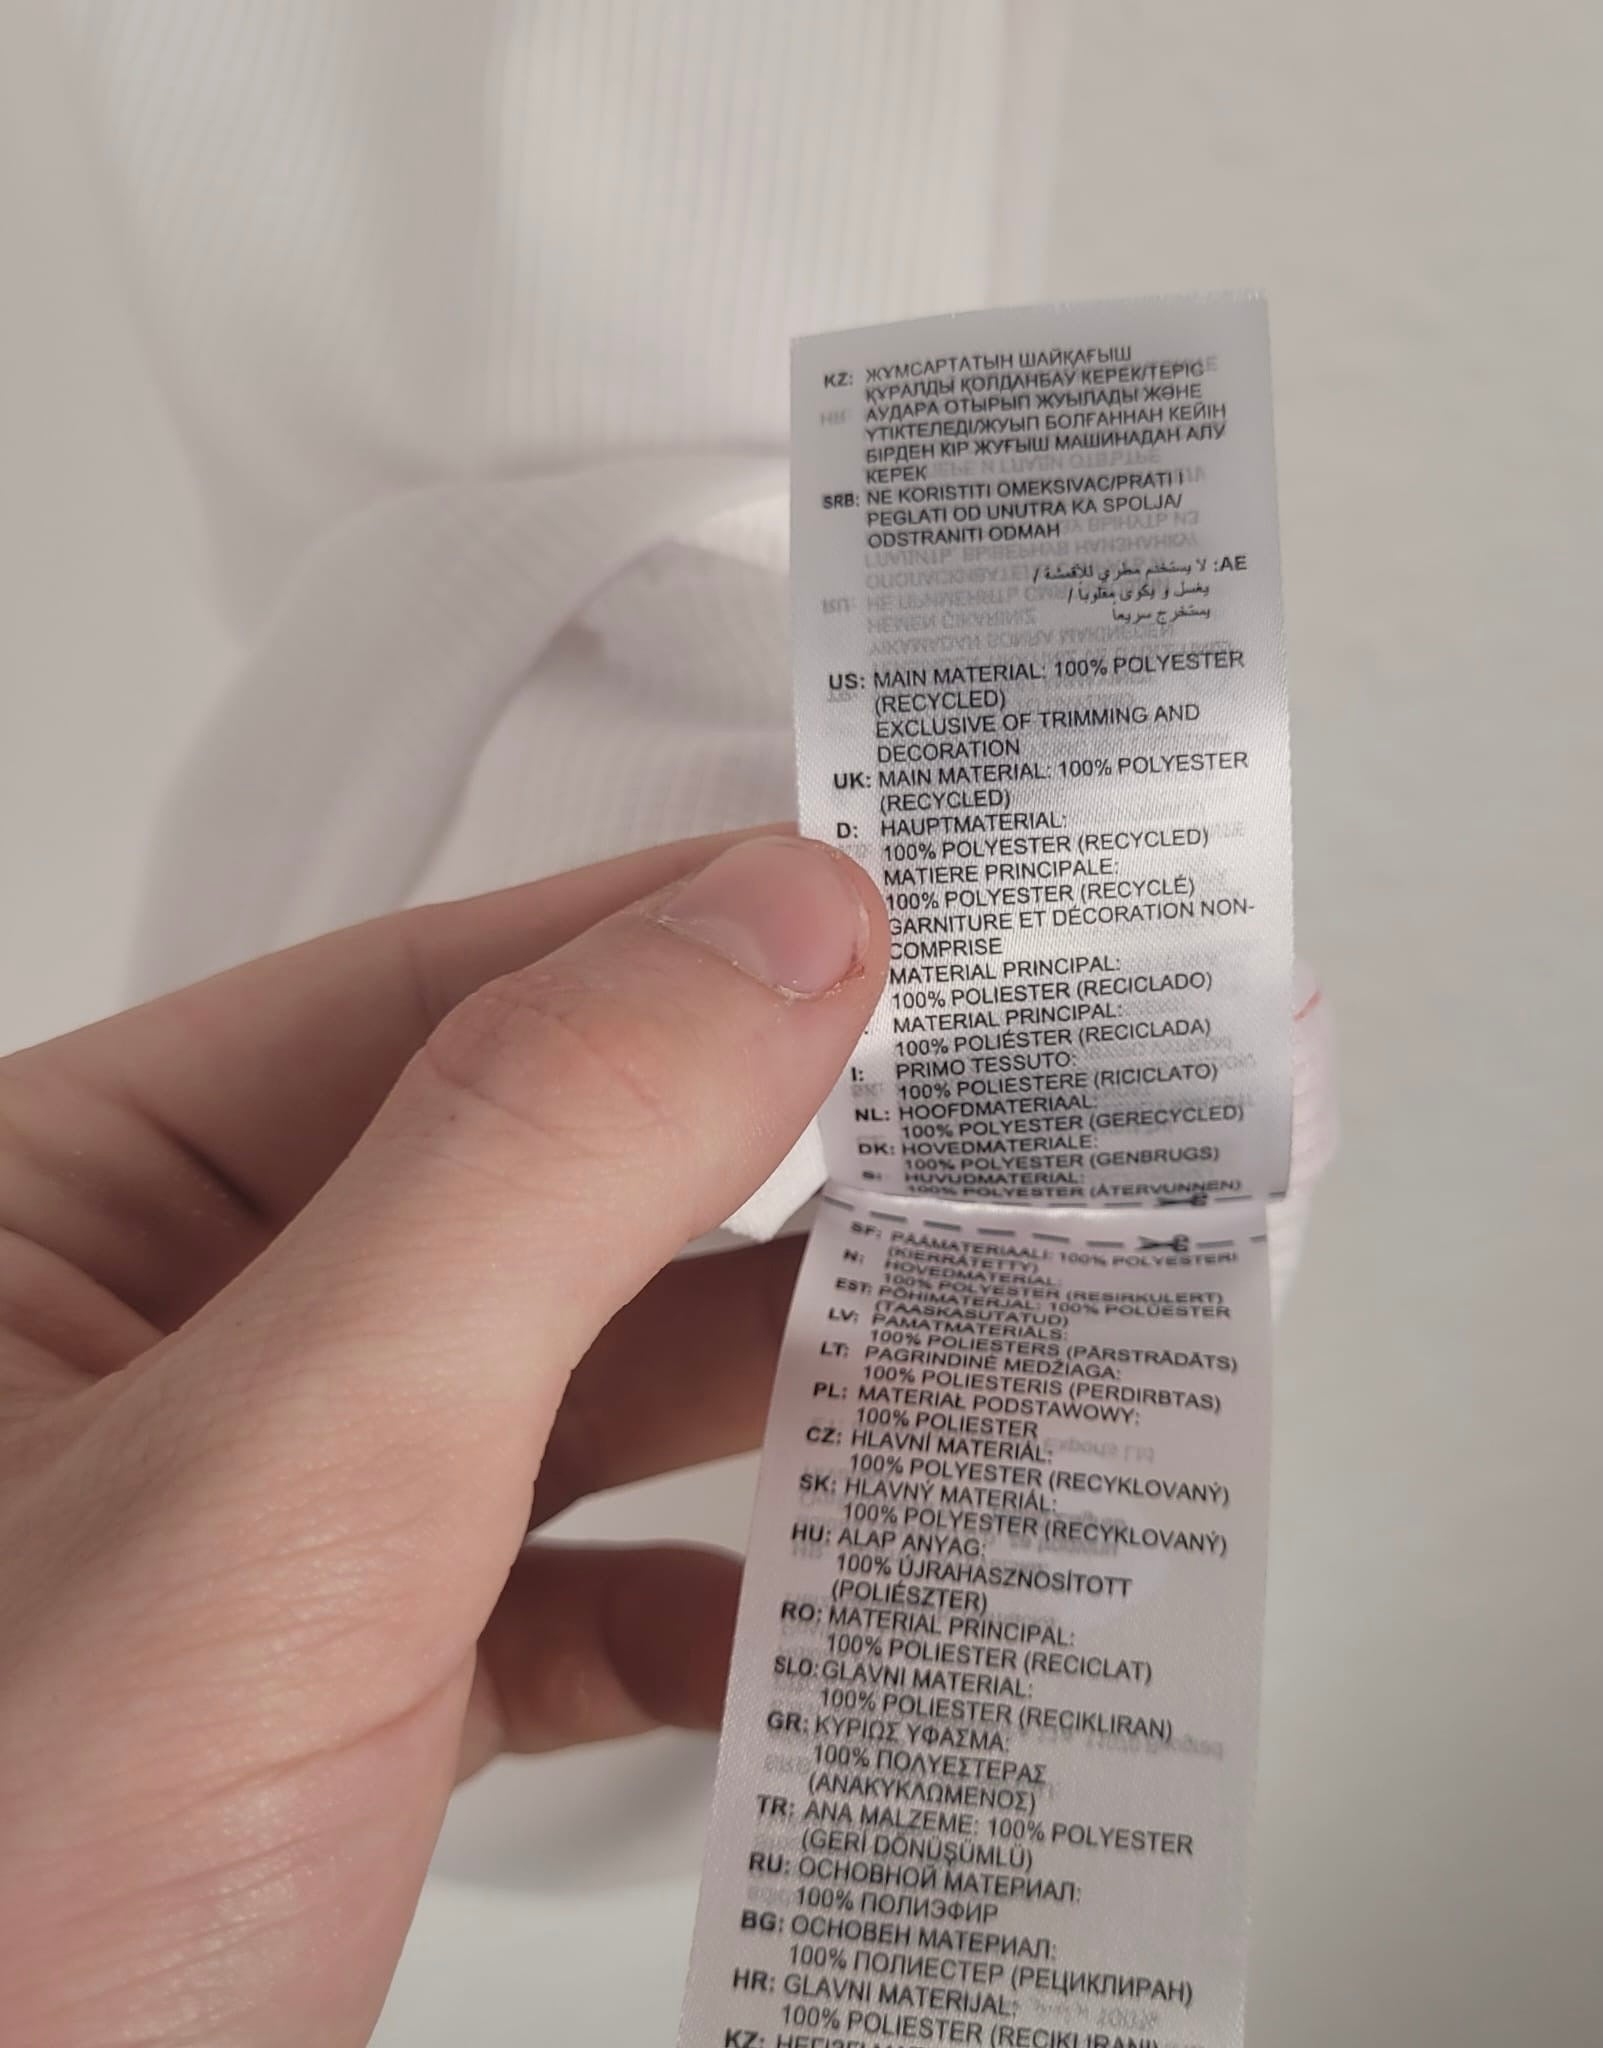 KZ: ЖҰМСАРТАТЫН ШАЙҚАҒЫШ
ҚҰРАЛДЫ ҚОЛДАНБАУ КЕРЕК/ТЕРІС
АУДАРА ОТЫРЫП ЖУЫЛАДЫ ЖӘНЕ
ҮТІКТЕЛЕДІ/ЖУЫП БОЛҒАННАН КЕЙІН
БІРДЕН КІР ЖУҒЫШ МАШИНАДАН АЛУ
КЕРЕК
SRB: NE KORISTITI OMEKSIVAC/PRATI I
PEGLATI OD UNUTRA KA SPOLJA/
ODSTRANITI ODMAH
AE: لا يستخدم مطري للأقمشة /
يغسل و يكوى مقلوباً /
يستخرج سريعاً
US: MAIN MATERIAL: 100% POLYESTER
(RECYCLED)
EXCLUSIVE OF TRIMMING AND
DECORATION
UK: MAIN MATERIAL: 100% POLYESTER
(RECYCLED)
D: HAUPTMATERIAL:
100% POLYESTER (RECYCLED)
MATIERE PRINCIPALE:
100% POLYESTER (RECYCLÉ)
GARNITURE ET DÉCORATION NON-
COMPRISE
MATERIAL PRINCIPAL:
100% POLIESTER (RECICLADO)
MATERIAL PRINCIPAL:
100% POLIÉSTER (RECICLADA)
I: PRIMO TESSUTO:
100% POLIESTERE (RICICLATO)
NL: HOOFDMATERIAAL:
100% POLYESTER (GERECYCLED)
DK: HOVEDMATERIALE:
100% POLYESTER (GENBRUGS)
S: HUVUDMATERIAL:
100% POLYESTER (ÅTERVUNNEN)
SF: PÄÄMATERIAALI: 100% POLYESTERI
(KIERRÄTETTY)
N: HOVEDMATERIAL:
100% POLYESTER (RESIRKULERT)
EST: PÕHIMATERJAL: 100% POLÜESTER
(TAASKASUTATUD)
LV: PAMATMATERIĀLS:
100% POLIESTERS (PĀRSTRĀDĀTS)
LT: PAGRINDINĖ MEDŽIAGA:
100% POLIESTERIS (PERDIRBTAS)
PL: MATERIAŁ PODSTAWOWY:
100% POLIESTER
CZ: HLAVNÍ MATERIÁL:
100% POLYESTER (RECYKLOVANÝ)
SK: HLAVNÝ MATERIÁL:
100% POLYESTER (RECYKLOVANÝ)
HU: ALAP ANYAG:
100% ÚJRAHASZNOSÍTOTT
(POLIÉSZTER)
RO: MATERIAL PRINCIPAL:
100% POLIESTER (RECICLAT)
SLO: GLAVNI MATERIAL:
100% POLIESTER (RECIKLIRAN)
GR: ΚΥΡΙΩΣ ΥΦΑΣΜΑ:
100% ΠΟΛΥΕΣΤΕΡΑΣ
(ΑΝΑΚΥΚΛΩΜΕΝΟΣ)
TR: ANA MALZEME: 100% POLYESTER
(GERİ DÖNÜŞÜMLÜ)
RU: ОСНОВНОЙ МАТЕРИАЛ:
100% ПОЛИЭФИР
BG: ОСНОВЕН МАТЕРИАЛ:
100% ПОЛИЕСТЕР (РЕЦИКЛИРАН)
HR: GLAVNI MATERIJAL:
100% POLIESTER (RECIKLIRANI)
KZ: